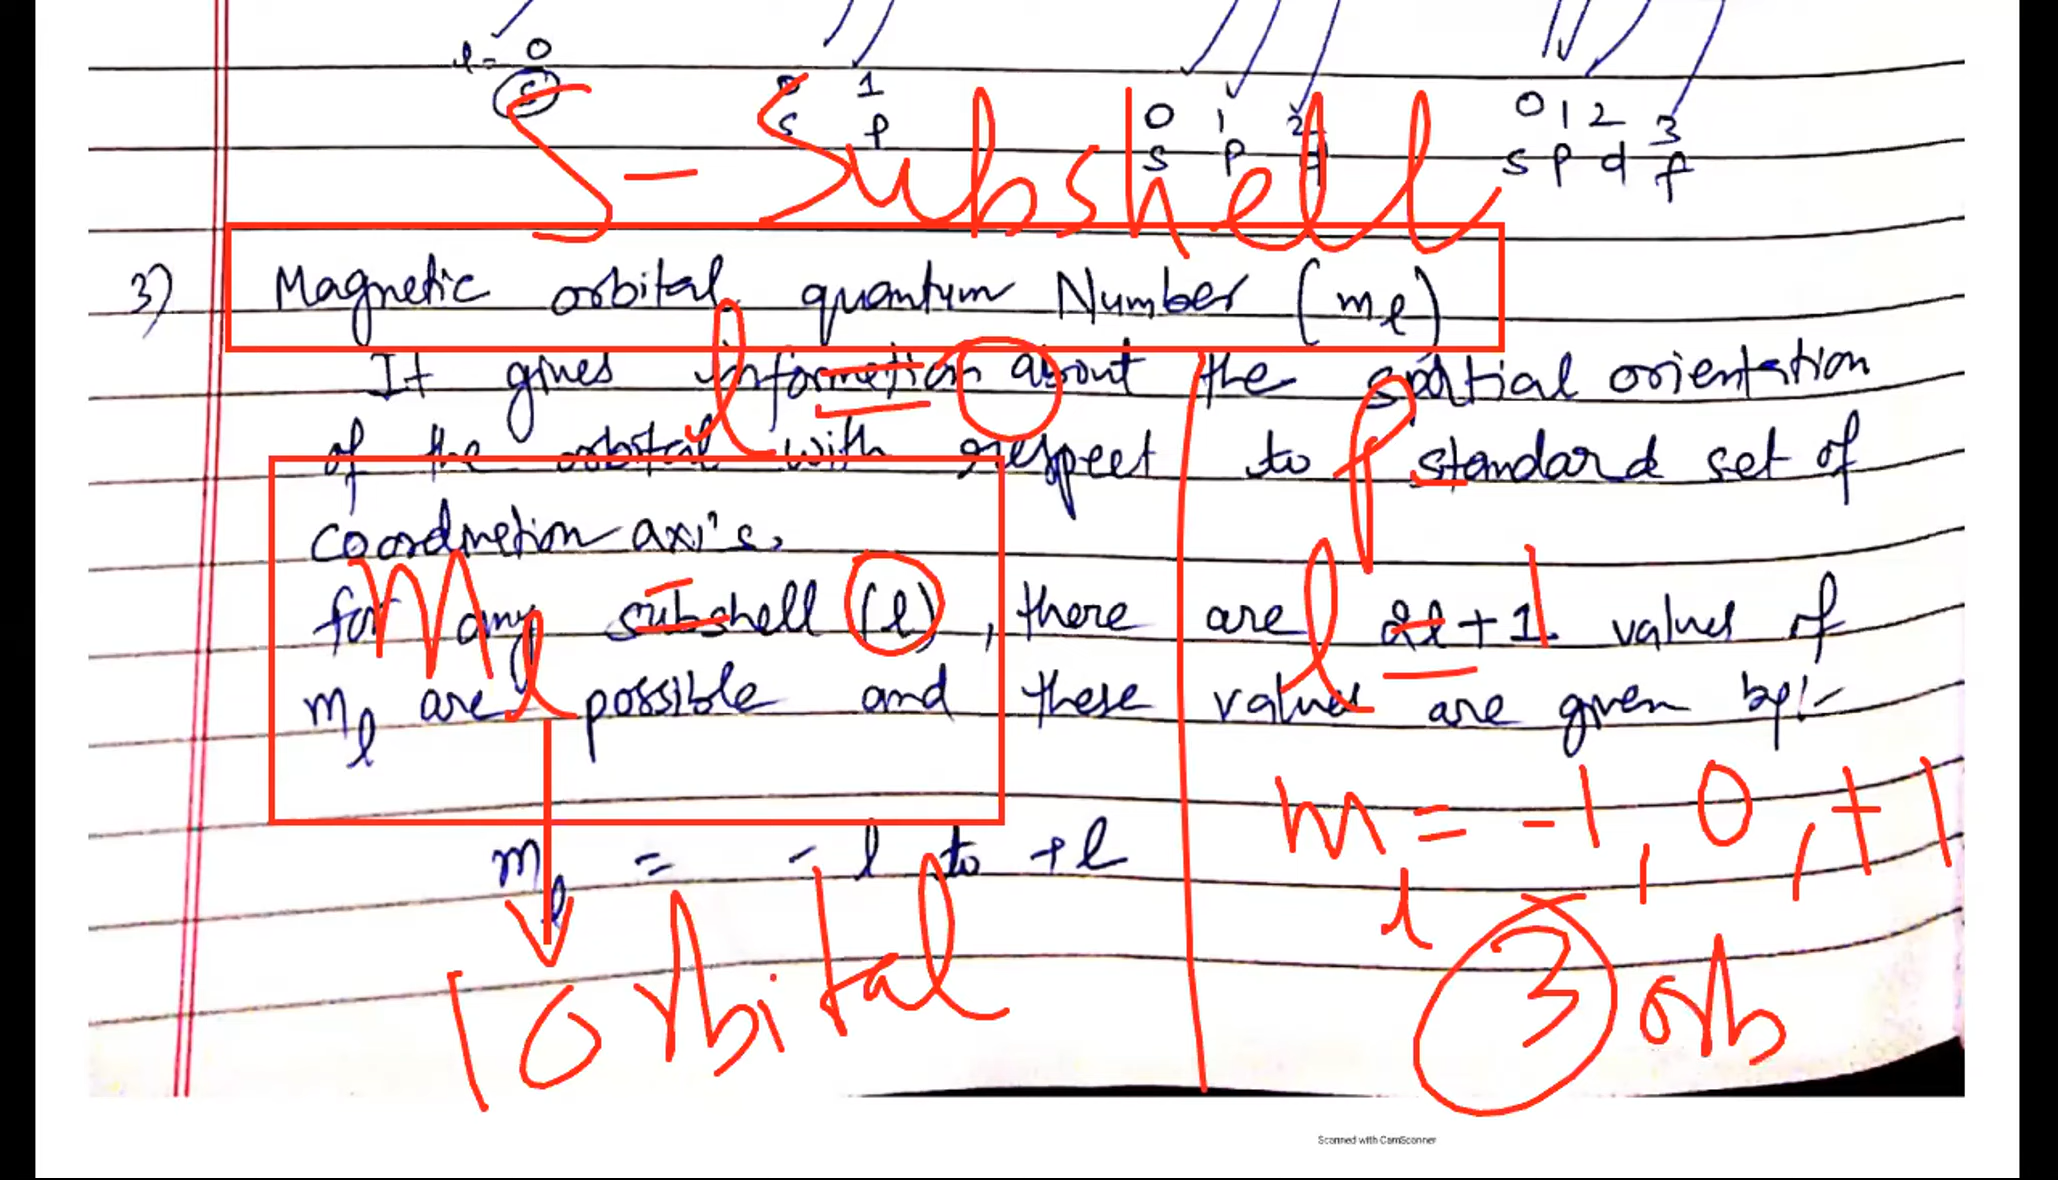 l = 0
s
0 1
s p
0 1 2
s p d
0 1 2 3
s p d f
S - Subshell
3) Magnetic orbital quantum Number (ml)
It gives information about the spatial orientation
of the orbital with respect to standard set of
coordination axi's.
for any subshell (l), there are 2l+1 values of
ml are possible and these values are given by:-
ml = -l to +l
l = 0
p
l = 1
ml
1 Orbital
ml = -1, 0, +1
3 orb
Scanned with CamScanner